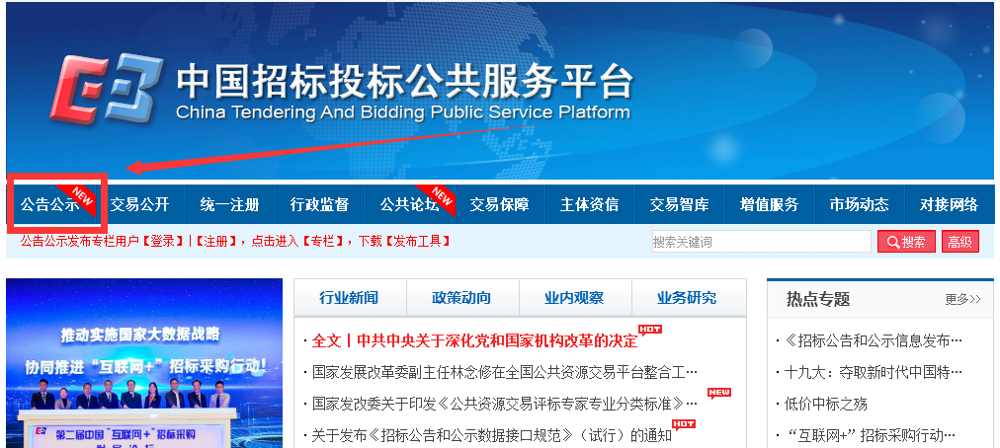 中国招标投标公共服务平台
China Tendering And Bidding Public Service Platform
公告公示 NEW 交易公开 统一注册 行政监督 公共论坛 NEW 交易保障 主体资信 交易智库 增值服务 市场动态 对接网络
公告公示发布专栏用户【登录】|【注册】，点击进入【专栏】，下载【发布工具】 搜索关键词 搜索 高级
推动实施国家大数据战略
协同推进“互联网+”招标采购行动！
第二届中国“互联网+”招标采购
发展论坛
行业新闻 政策动向 业内观察 业务研究
全文丨中共中央关于深化党和国家机构改革的决定 HOT
国家发展改革委副主任林念修在全国公共资源交易平台整合工…
国家发改委关于印发《公共资源交易评标专家专业分类标准》… NEW
关于发布《招标公告和公示数据接口规范》（试行）的通知 HOT
热点专题 更多>>
《招标公告和公示信息发布…
十九大：夺取新时代中国特…
低价中标之殇
“互联网+”招标采购行动…